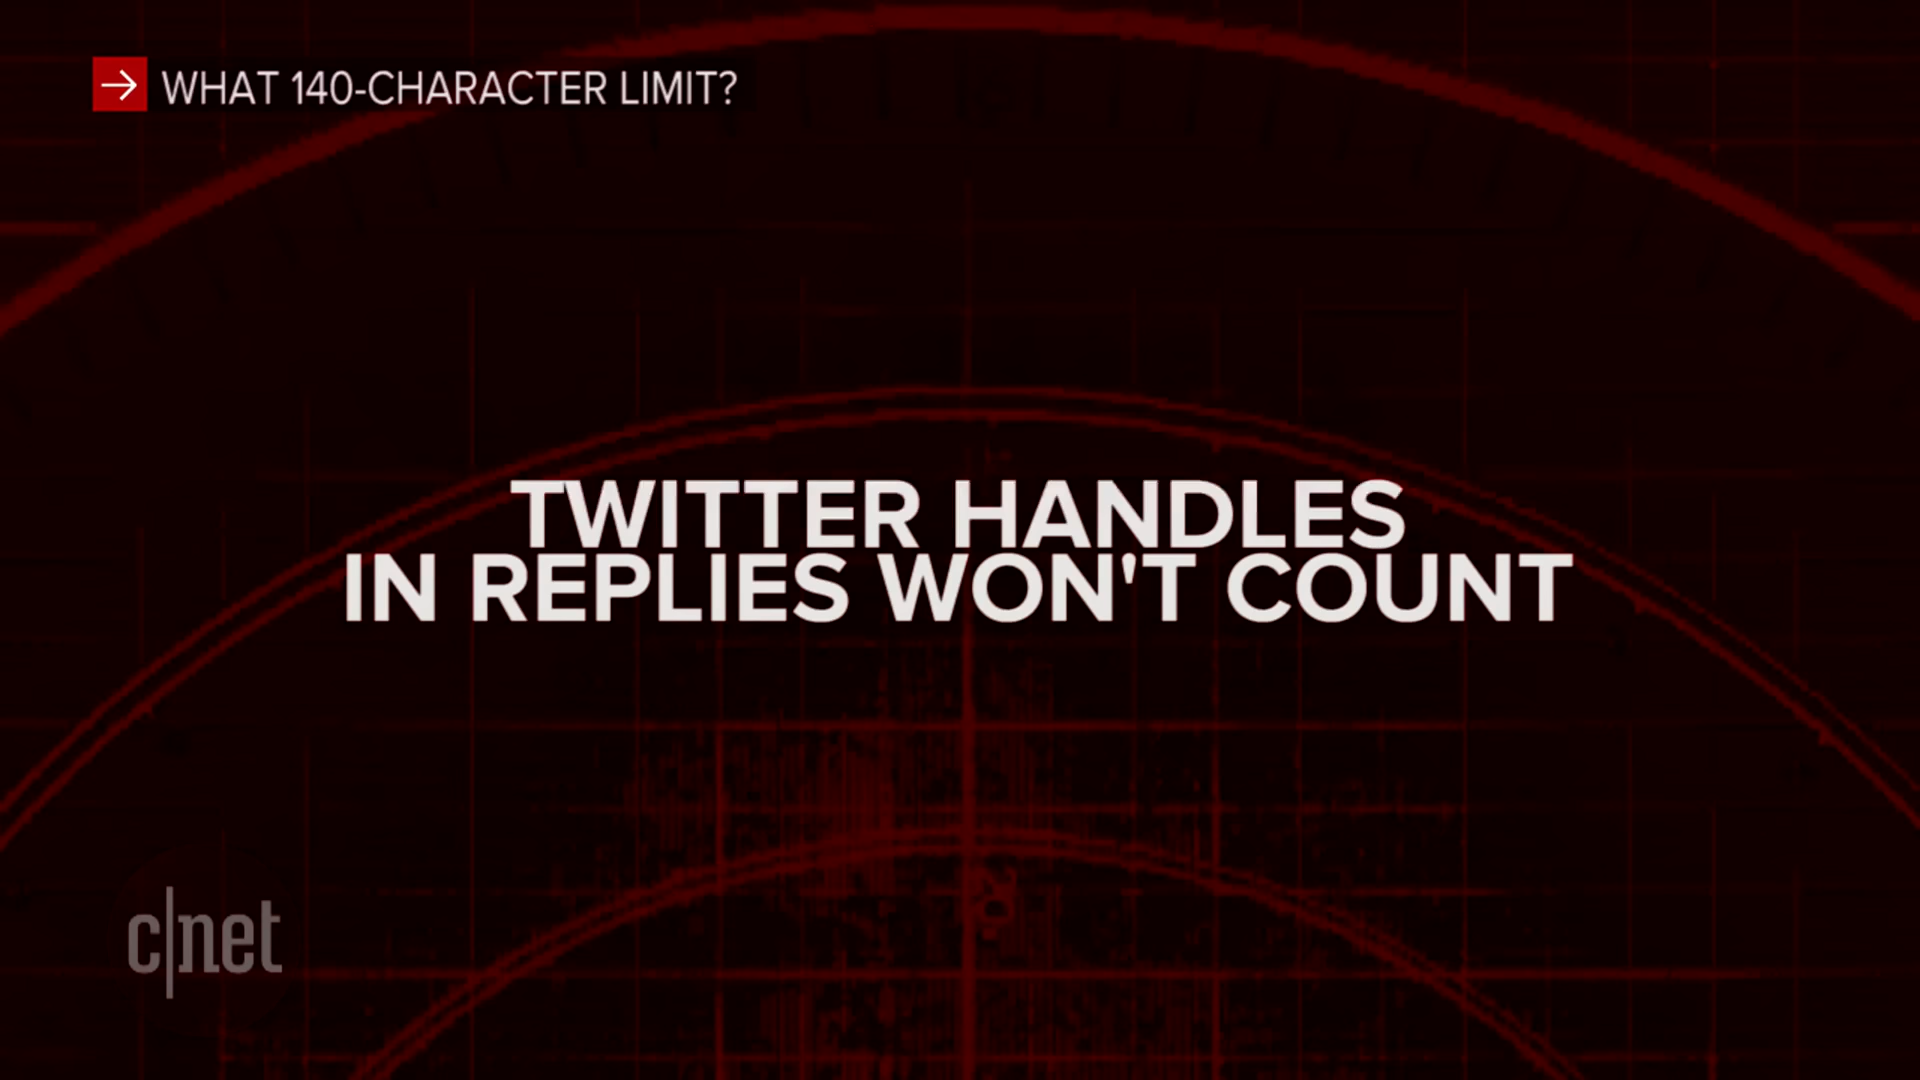 WHAT 140-CHARACTER LIMIT?
TWITTER HANDLES
IN REPLIES WON'T COUNT
c|net